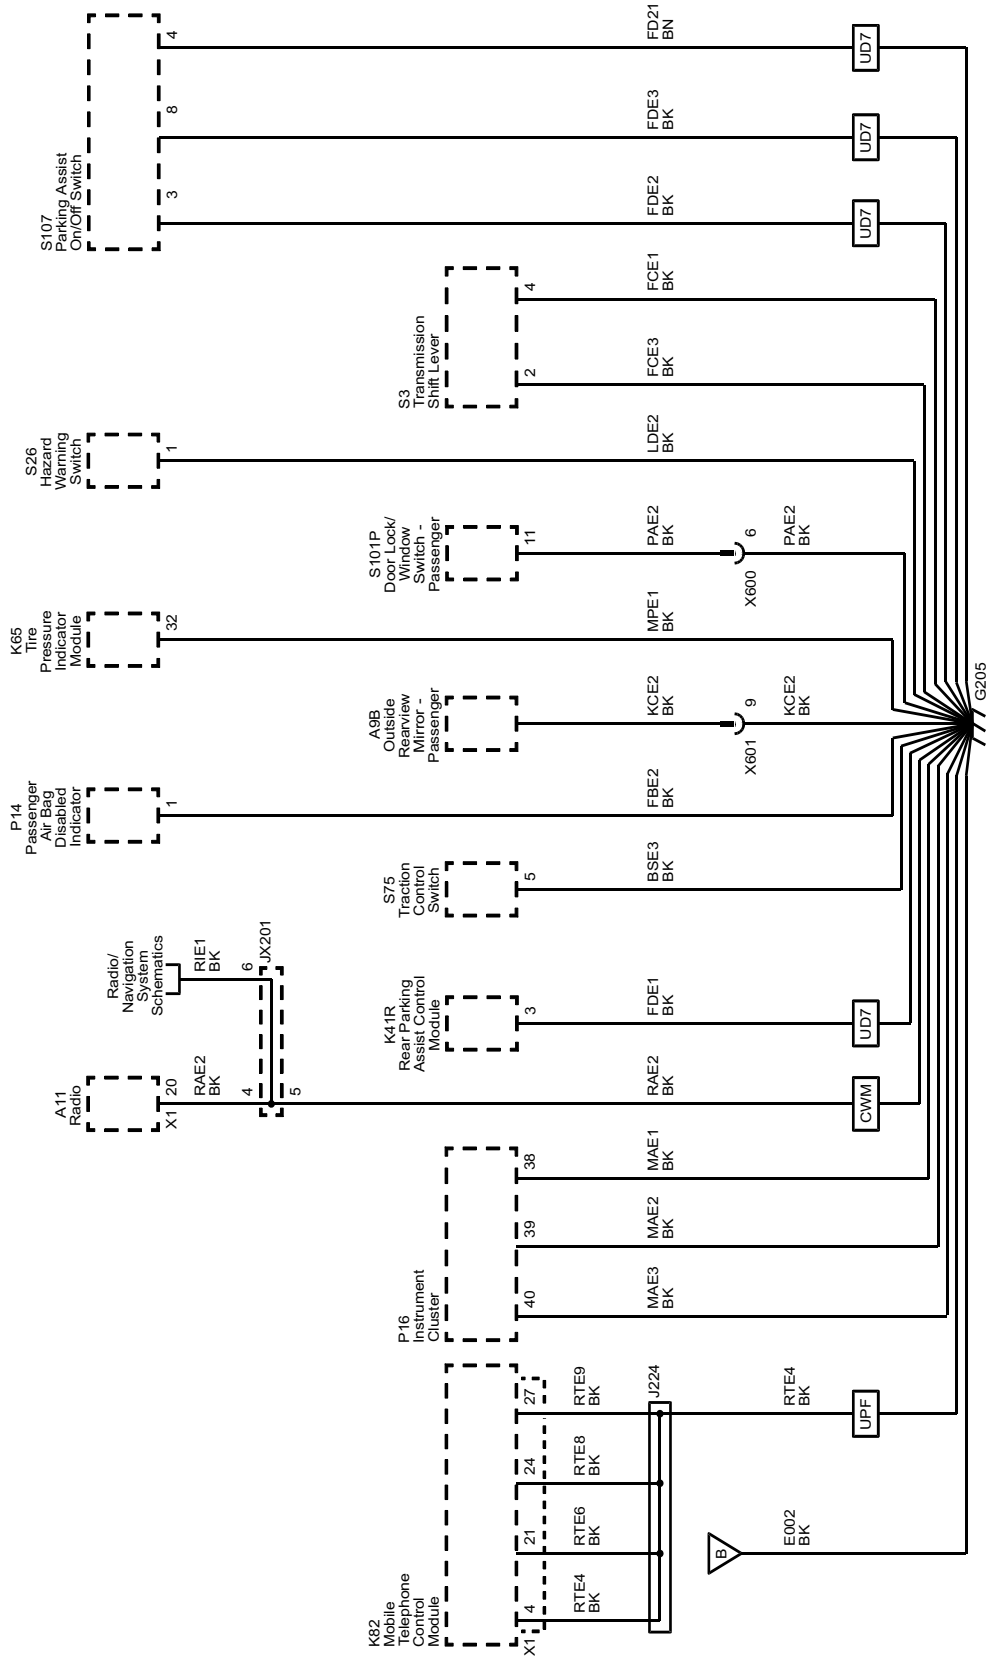 K82
Mobile
Telephone
Control
Module
X1
4
21
24
27
RTE4
BK
RTE6
BK
RTE8
BK
RTE9
BK
J224
B
E002
BK
RTE4
BK
UPF
P16
Instrument
Cluster
40
39
38
MAE3
BK
MAE2
BK
MAE1
BK
A11
Radio
X1
20
RAE2
BK
4
5
6
JX201
Radio/
Navigation
System
Schematics
RIE1
BK
RAE2
BK
CWM
K41R
Rear Parking
Assist Control
Module
3
FDE1
BK
UD7
S75
Traction
Control
Switch
5
BSE3
BK
P14
Passenger
Air Bag
Disabled
Indicator
1
FBE2
BK
A9B
Outside
Rearview
Mirror -
Passenger
KCE2
BK
X601
9
KCE2
BK
K65
Tire
Pressure
Indicator
Module
32
MPE1
BK
S101P
Door Lock/
Window
Switch -
Passenger
11
PAE2
BK
X600
6
PAE2
BK
S26
Hazard
Warning
Switch
1
LDE2
BK
S3
Transmission
Shift Lever
2
4
FCE3
BK
FCE1
BK
S107
Parking Assist
On/Off Switch
3
8
4
FDE2
BK
FDE3
BK
FD21
BN
UD7
UD7
UD7
G205